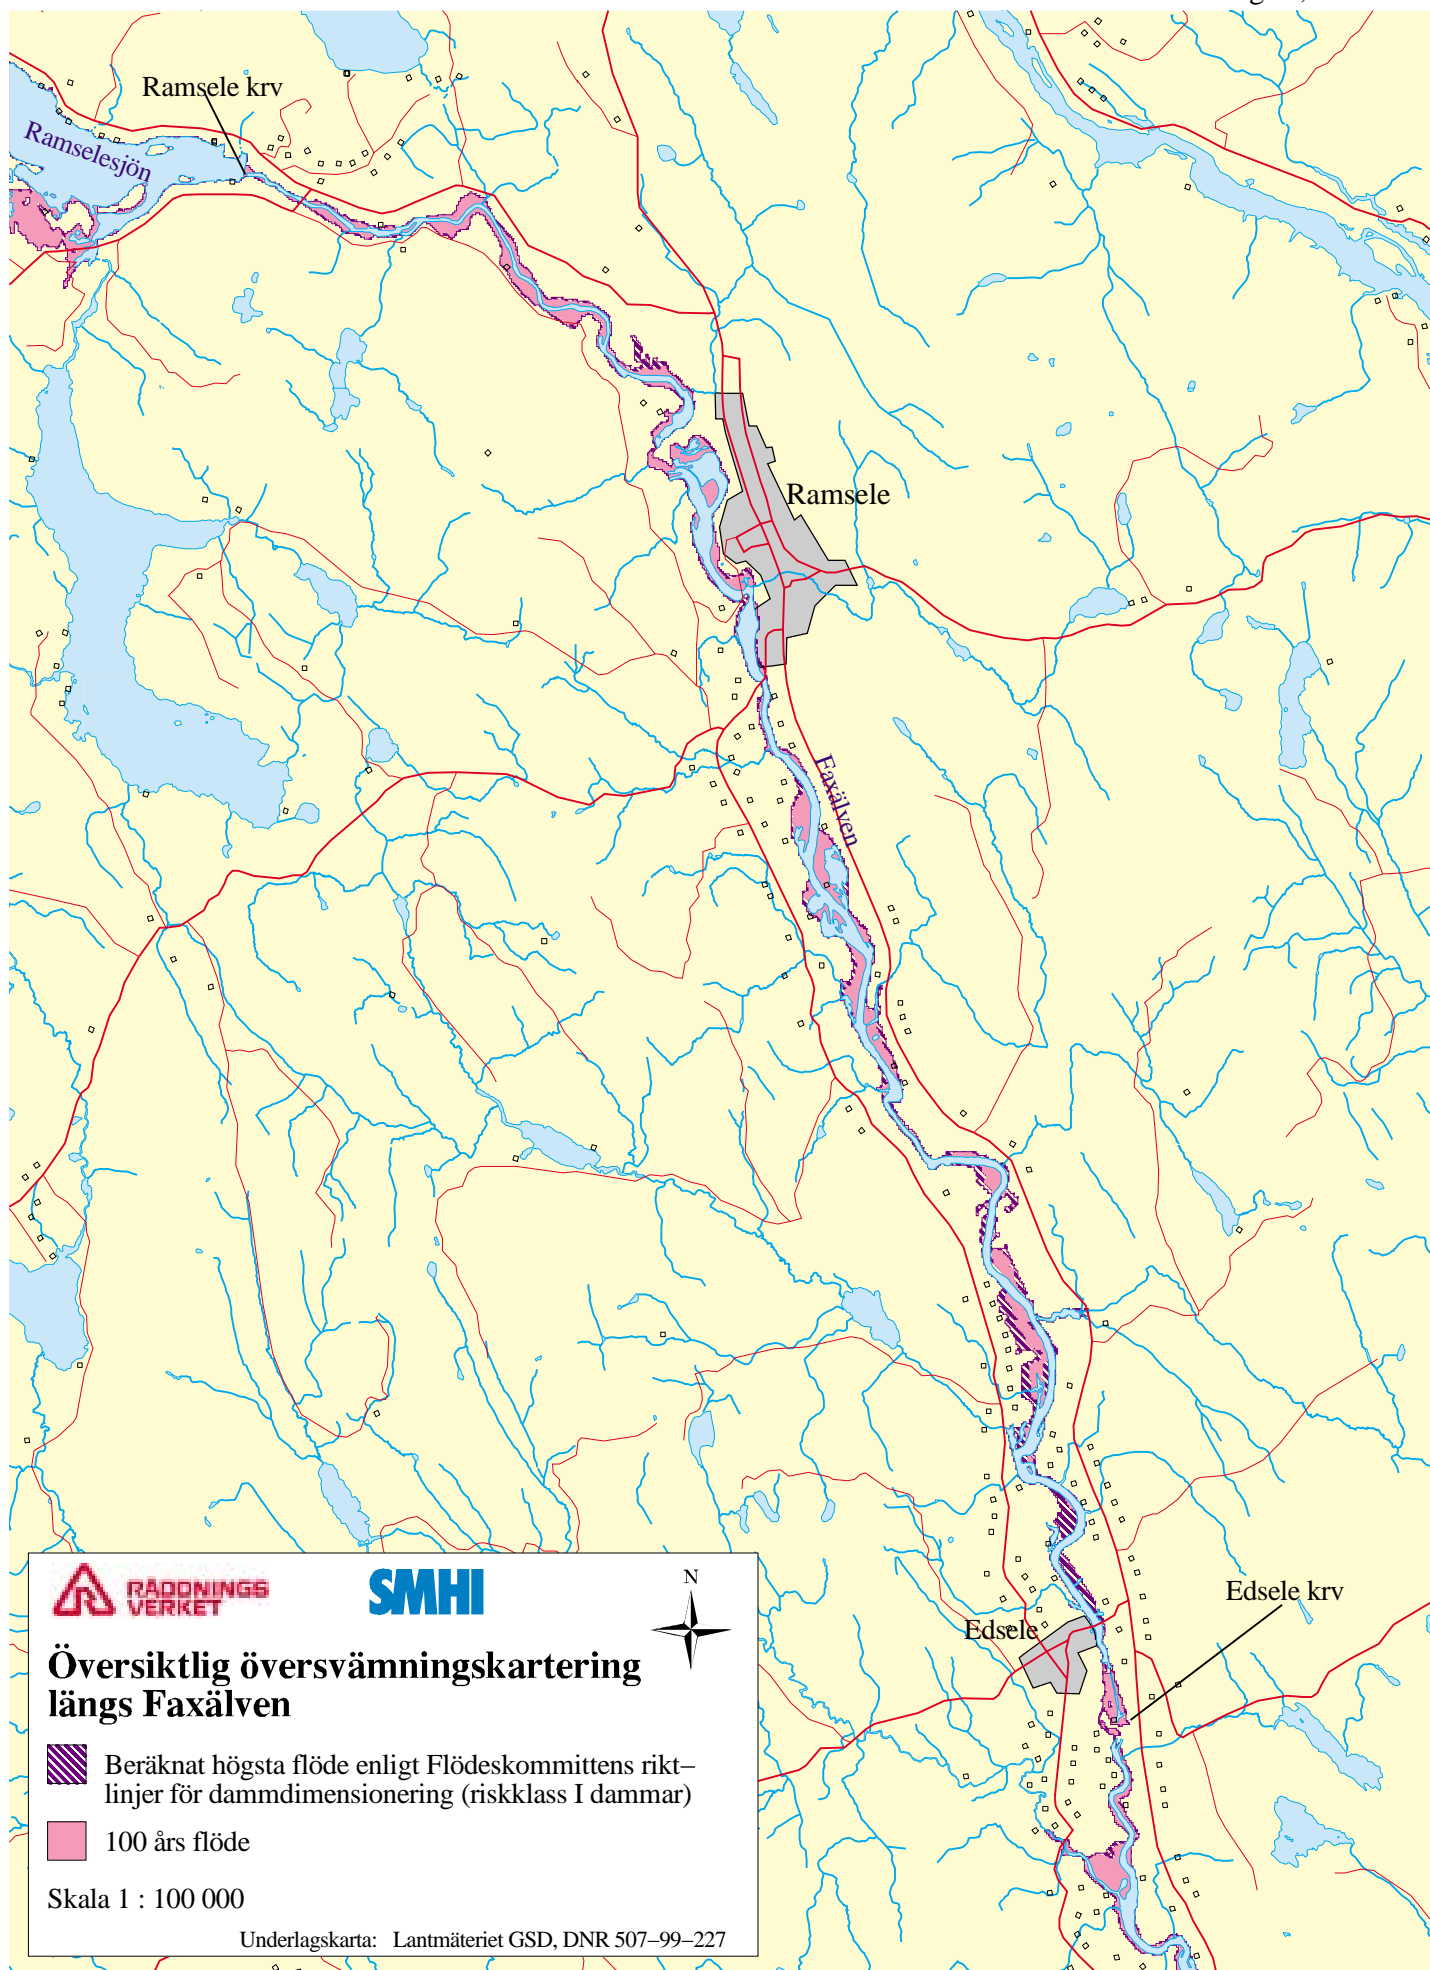 Ramsele krv
Ramselesjön
Ramsele
Faxälven
Edsele krv
Edsele
RÄDDNINGS
VERKET
SMHI
N
Översiktlig översvämningskartering
längs Faxälven
Beräknat högsta flöde enligt Flödeskommittens rikt–
linjer för dammdimensionering (riskklass I dammar)
100 års flöde
Skala 1 : 100 000
Underlagskarta: Lantmäteriet GSD, DNR 507–99–227